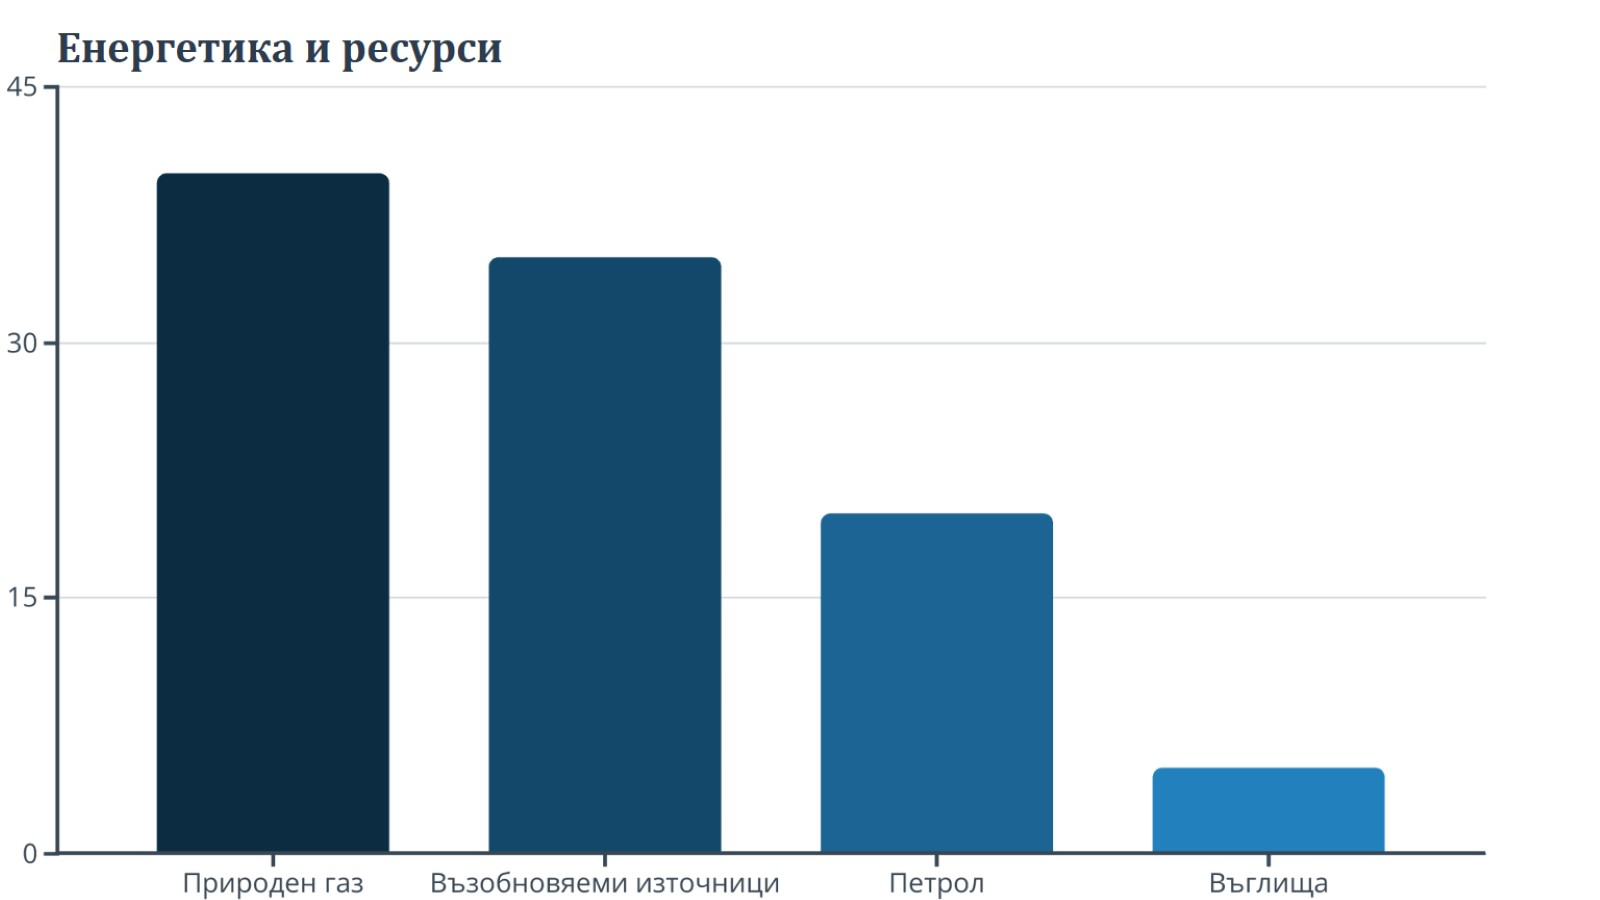 Енергетика и ресурси
45
30
15
0
Природен газ
Възобновяеми източници
Петрол
Въглища